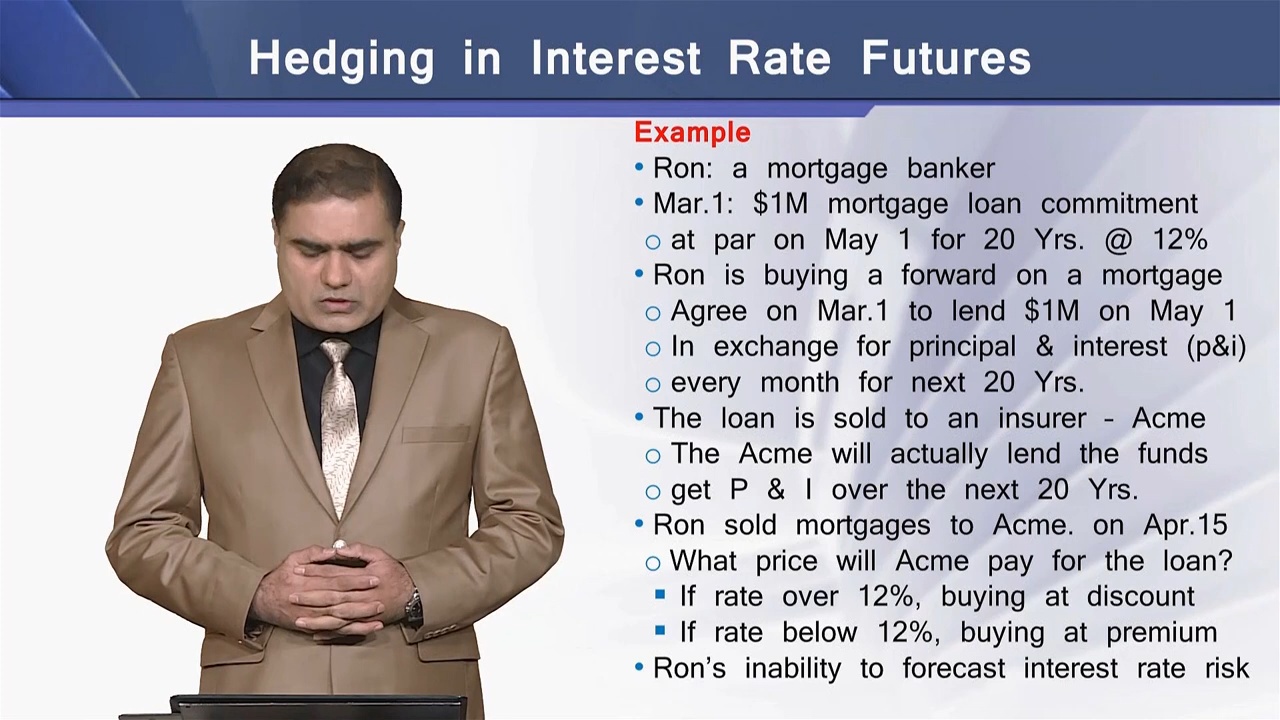 Hedging in Interest Rate Futures
Example
• Ron: a mortgage banker
• Mar.1: $1M mortgage loan commitment
○ at par on May 1 for 20 Yrs. @ 12%
• Ron is buying a forward on a mortgage
○ Agree on Mar.1 to lend $1M on May 1
○ In exchange for principal & interest (p&i)
○ every month for next 20 Yrs.
• The loan is sold to an insurer - Acme
○ The Acme will actually lend the funds
○ get P & I over the next 20 Yrs.
• Ron sold mortgages to Acme. on Apr.15
○ What price will Acme pay for the loan?
▪ If rate over 12%, buying at discount
▪ If rate below 12%, buying at premium
• Ron's inability to forecast interest rate risk